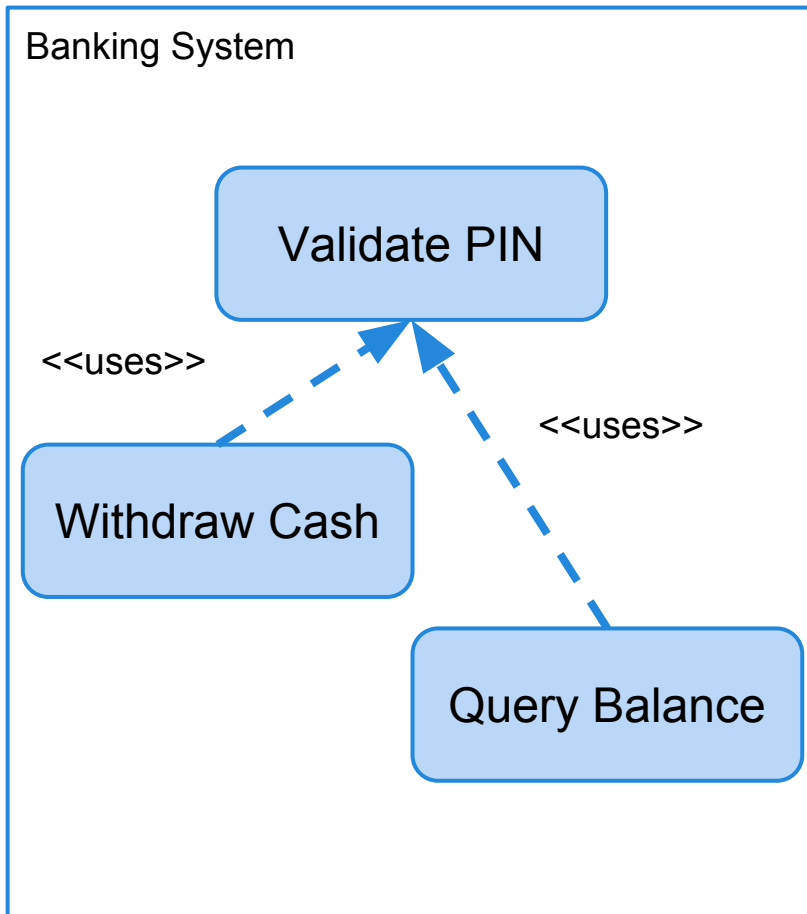 Banking System
Validate PIN
<<uses>>
<<uses>>
Withdraw Cash
Query Balance